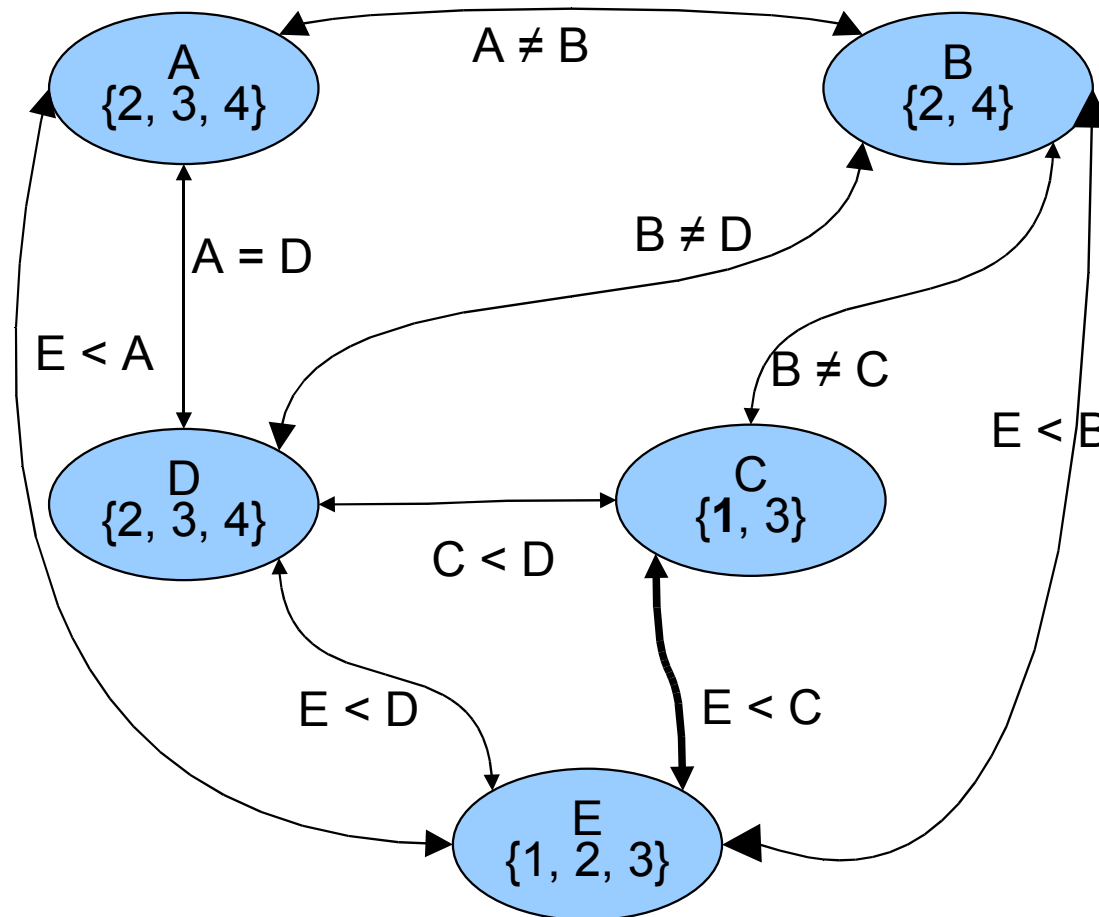 A ≠ B
A
{2, 3, 4}
B
{2, 4}
B ≠ D
A = D
E < A
B ≠ C
E < B
D
{2, 3, 4}
C
{1, 3}
C < D
E < D
E < C
E
{1, 2, 3}